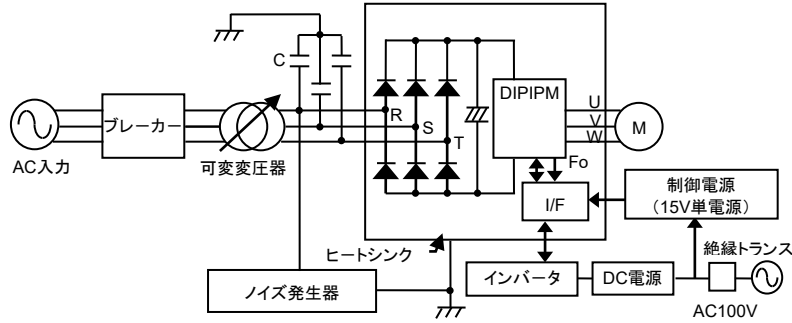 C
DIPIPM
U
V
W
M
R
S
T
Fo
ブレーカー
AC入力
可変変圧器
I/F
制御電源
（15V単電源）
ヒートシンク
ノイズ発生器
インバータ
DC電源
絶縁トランス
AC100V